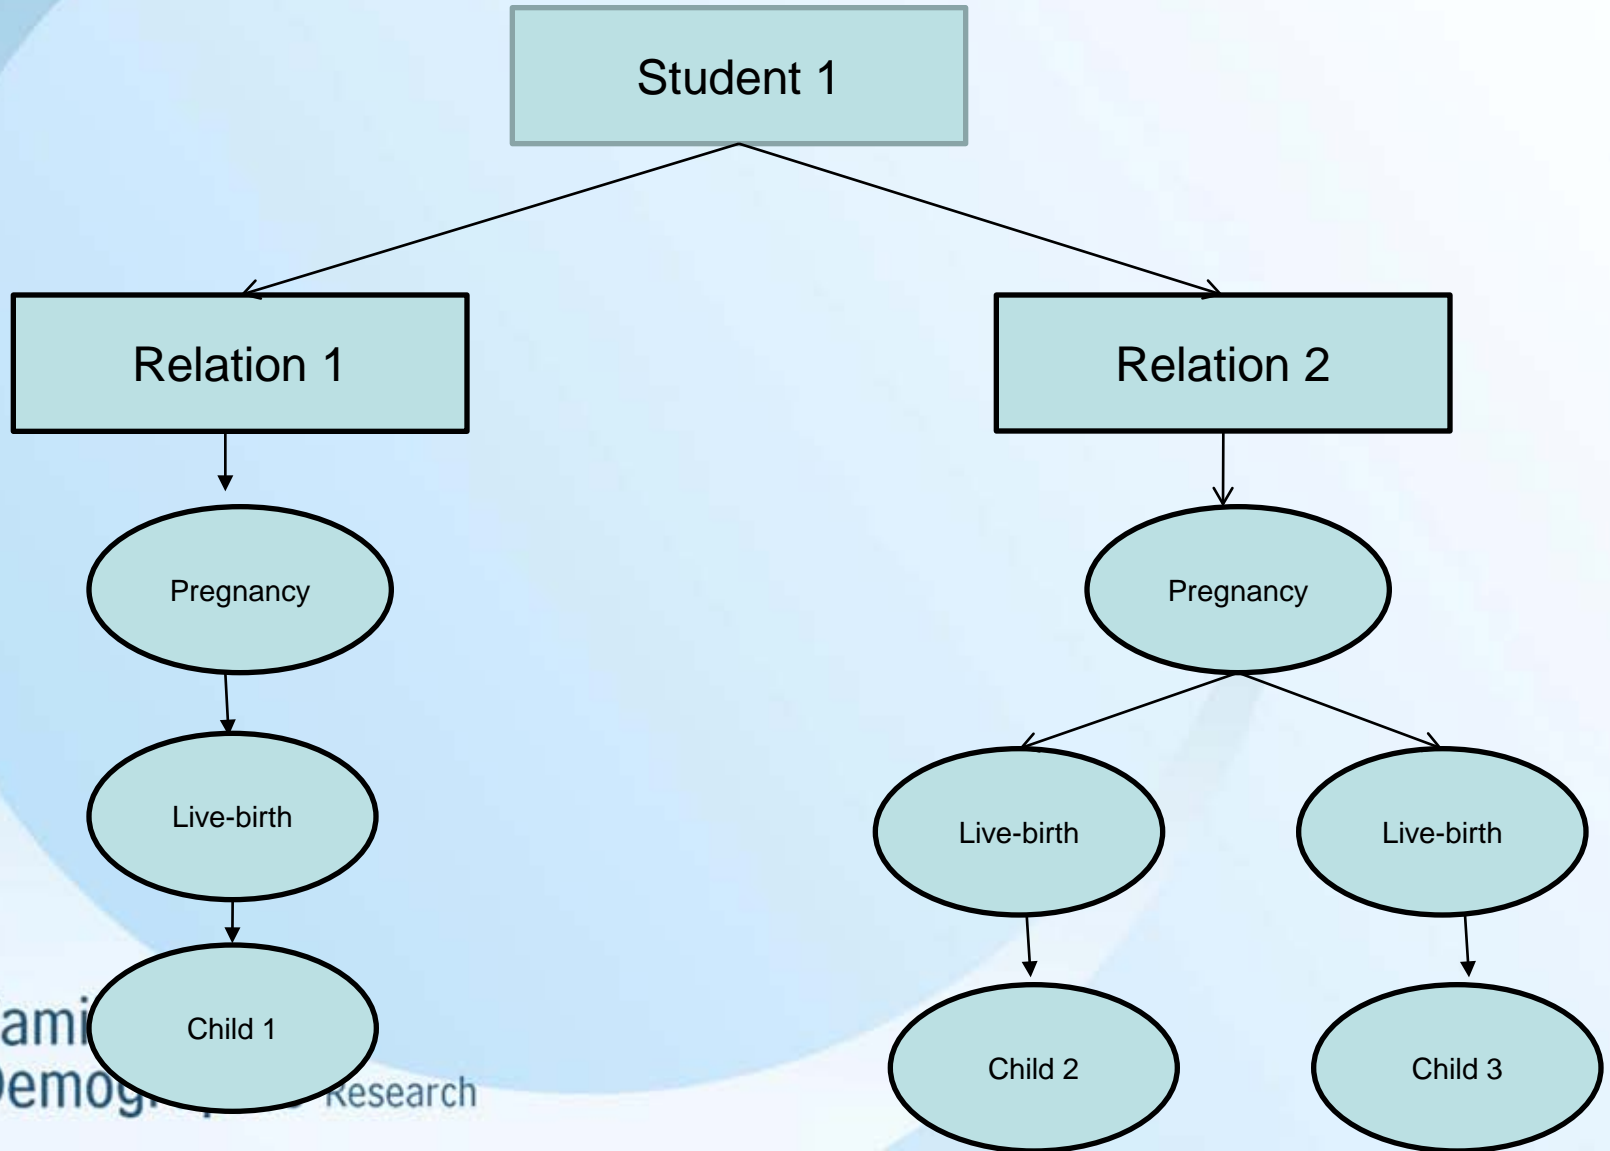 Student 1
Relation 1
Relation 2
Pregnancy
Pregnancy
Live-birth
Live-birth
Live-birth
Child 1
Child 2
Child 3
Research